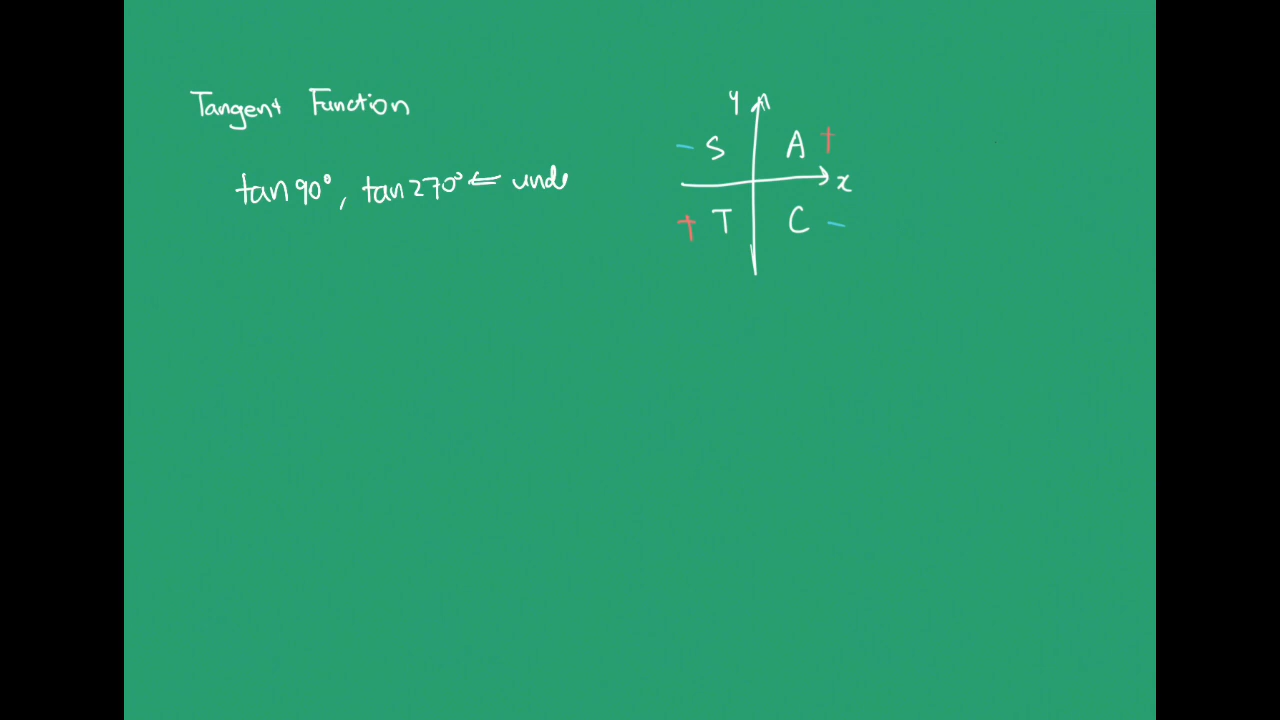 Tangent Function
tan 90°, tan 270° ⇐ unde
y
- S A +
x
+ T C -